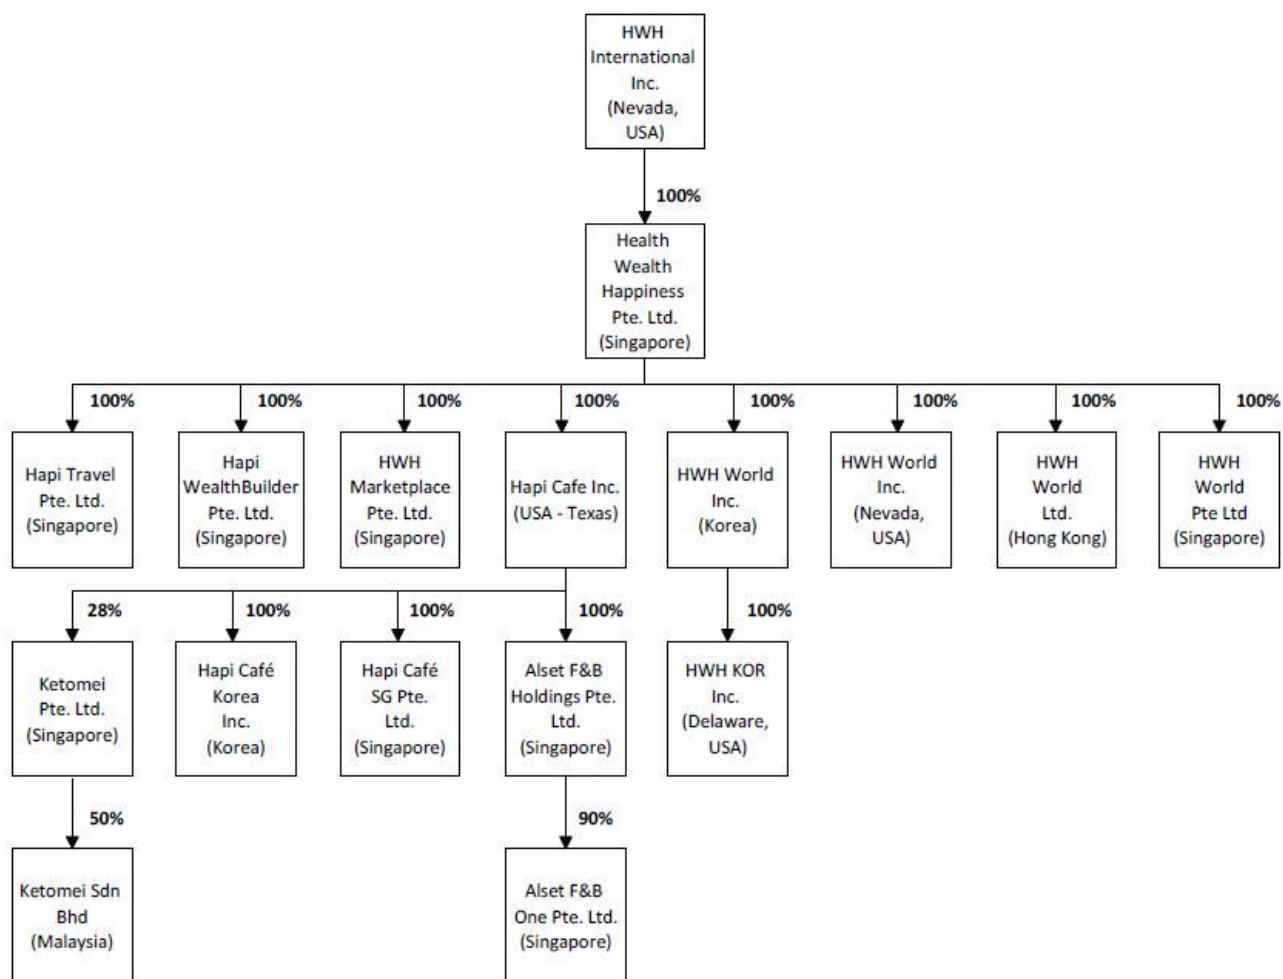 HWH
International
Inc.
(Nevada,
USA)
100%
Health
Wealth
Happiness
Pte. Ltd.
(Singapore)
100%
100%
100%
100%
100%
100%
100%
100%
Hapi Travel
Pte. Ltd.
(Singapore)
Hapi
WealthBuilder
Pte. Ltd.
(Singapore)
HWH
Marketplace
Pte. Ltd.
(Singapore)
Hapi Cafe Inc.
(USA - Texas)
HWH World
Inc.
(Korea)
HWH World
Inc.
(Nevada,
USA)
HWH
World
Ltd.
(Hong Kong)
HWH
World
Pte Ltd
(Singapore)
28%
100%
100%
100%
100%
Ketomei
Pte. Ltd.
(Singapore)
Hapi Café
Korea
Inc.
(Korea)
Hapi Café
SG Pte.
Ltd.
(Singapore)
Alset F&B
Holdings Pte.
Ltd.
(Singapore)
HWH KOR
Inc.
(Delaware,
USA)
50%
90%
Ketomei Sdn
Bhd
(Malaysia)
Alset F&B
One Pte. Ltd.
(Singapore)